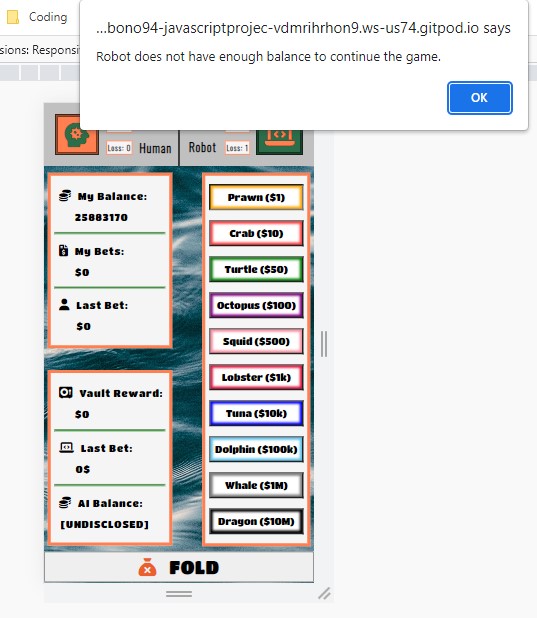 Coding
sions: Responsi
...bono94-javascriptprojec-vdmrihrhon9.ws-us74.gitpod.io says
Robot does not have enough balance to continue the game.
OK
Loss: 0 Human Robot Loss: 1
My Balance:
25883170
My Bets:
$0
Last Bet:
$0
Vault Reward:
$0
Last Bet:
0$
AI Balance:
[UNDISCLOSED]
Prawn ($1)
Crab ($10)
Turtle ($50)
Octopus ($100)
Squid ($500)
Lobster ($1k)
Tuna ($10k)
Dolphin ($100k)
Whale ($1M)
Dragon ($10M)
FOLD